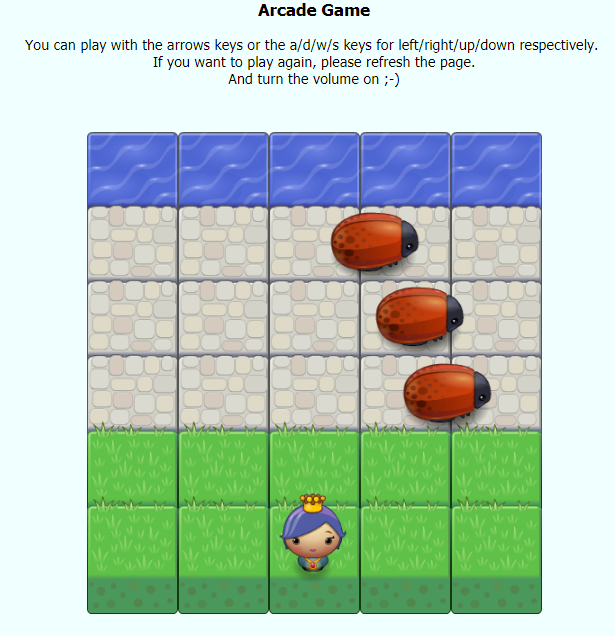 Arcade Game
You can play with the arrows keys or the a/d/w/s keys for left/right/up/down respectively.
If you want to play again, please refresh the page.
And turn the volume on ;-)